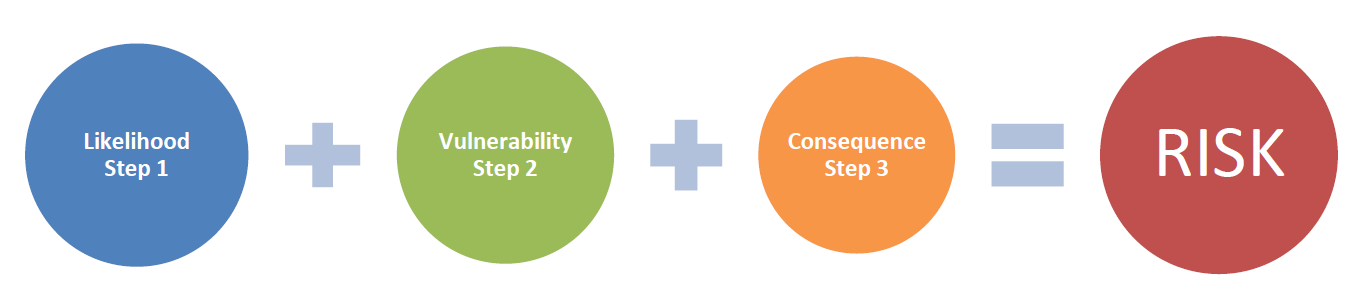 Likelihood
Step 1
Vulnerability
Step 2
Consequence
Step 3
RISK